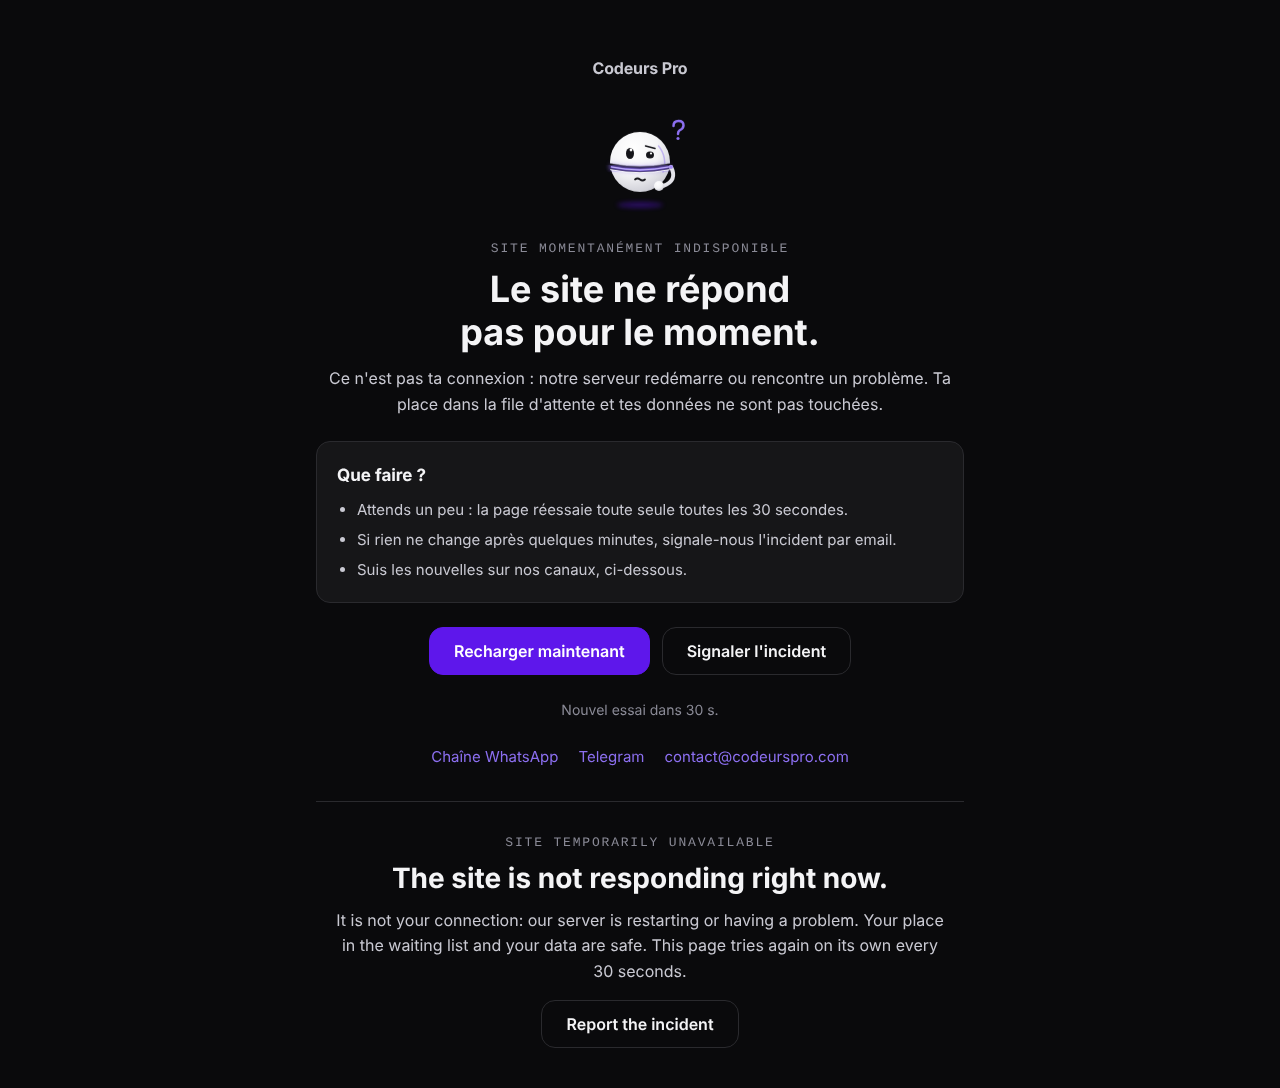 Codeurs Pro
?
SITE MOMENTANÉMENT INDISPONIBLE
Le site ne répond
pas pour le moment.
Ce n'est pas ta connexion : notre serveur redémarre ou rencontre un problème. Ta
place dans la file d'attente et tes données ne sont pas touchées.
Que faire ?
• Attends un peu : la page réessaie toute seule toutes les 30 secondes.
• Si rien ne change après quelques minutes, signale-nous l'incident par email.
• Suis les nouvelles sur nos canaux, ci-dessous.
Recharger maintenant Signaler l'incident
Nouvel essai dans 30 s.
Chaîne WhatsApp Telegram contact@codeurspro.com
SITE TEMPORARILY UNAVAILABLE
The site is not responding right now.
It is not your connection: our server is restarting or having a problem. Your place
in the waiting list and your data are safe. This page tries again on its own every
30 seconds.
Report the incident